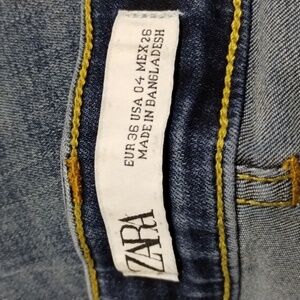 ZARA
EUR 36 USA 04 MEX 26
MADE IN BANGLADESH